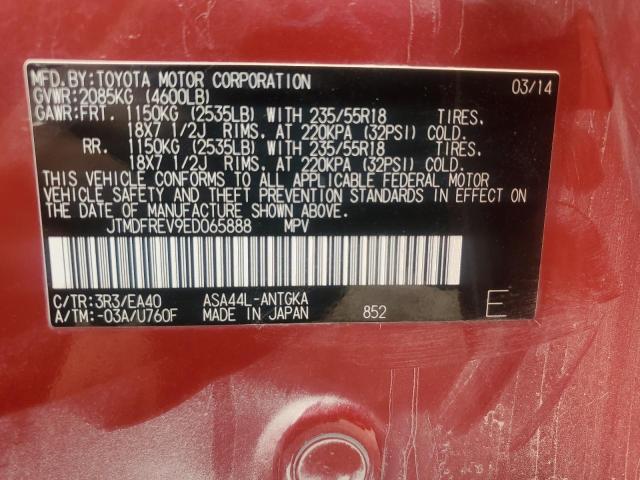 MFD.BY:TOYOTA MOTOR CORPORATION 03/14
GVWR:2085KG (4600LB)
GAWR:FRT. 1150KG (2535LB) WITH 235/55R18 TIRES.
18X7 1/2J RIMS. AT 220KPA (32PSI) COLD.
RR. 1150KG (2535LB) WITH 235/55R18 TIRES.
18X7 1/2J RIMS. AT 220KPA (32PSI) COLD.
THIS VEHICLE CONFORMS TO ALL APPLICABLE FEDERAL MOTOR
VEHICLE SAFETY AND THEFT PREVENTION STANDARDS IN EFFECT ON
THE DATE OF MANUFACTURE SHOWN ABOVE.
JTMDFREV9ED065888 MPV
C/TR:3R3/EA40 ASA44L-ANTGKA
A/TM:-03A/U760F MADE IN JAPAN 852 E